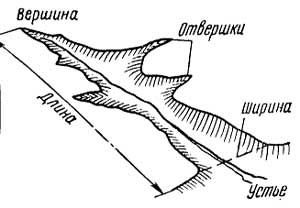 Вершина
Отвершки
Длина
Ширина
Устье